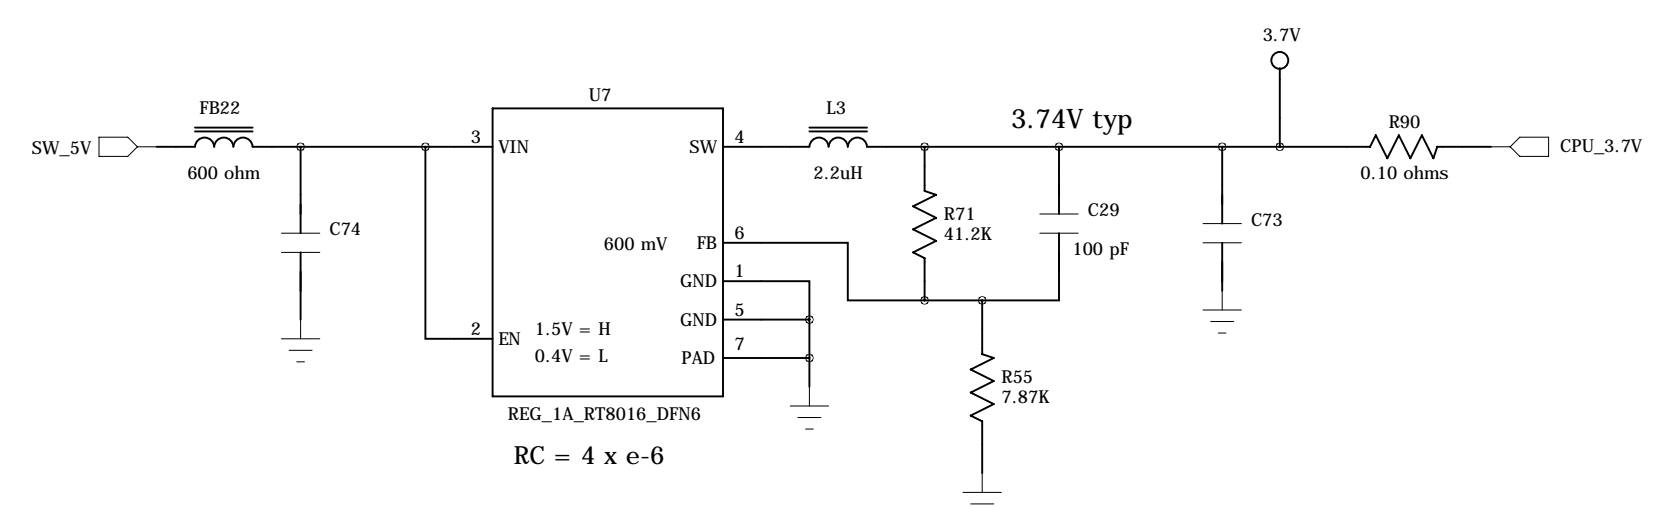 3.7V
U7
FB22
L3
3.74V typ
R90
SW_5V
3
VIN
SW
4
CPU_3.7V
600 ohm
2.2uH
0.10 ohms
C74
R71
41.2K
C29
100 pF
C73
600 mV
FB
6
GND
1
GND
5
2
EN
1.5V = H
0.4V = L
PAD
7
R55
7.87K
REG_1A_RT8016_DFN6
RC = 4 x e-6